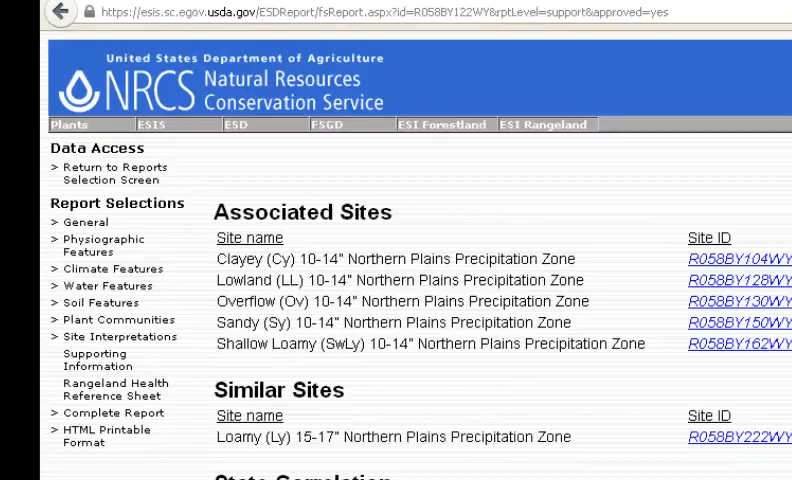 https://esis.sc.egov.usda.gov/ESDReport/fsReport.aspx?id=R058BY122WY&rptLevel=support&approved=yes
United States Department of Agriculture
NRCS Natural Resources
Conservation Service
Plants ESIS ESD FSGD ESI Forestland ESI Rangeland
Data Access
> Return to Reports
Selection Screen
Report Selections
> General
> Physiographic
Features
> Climate Features
> Water Features
> Soil Features
> Plant Communities
> Site Interpretations
Supporting
Information
Rangeland Health
Reference Sheet
> Complete Report
> HTML Printable
Format
Associated Sites
Site name Site ID
Clayey (Cy) 10-14" Northern Plains Precipitation Zone R058BY104WY
Lowland (LL) 10-14" Northern Plains Precipitation Zone R058BY128WY
Overflow (Ov) 10-14" Northern Plains Precipitation Zone R058BY130WY
Sandy (Sy) 10-14" Northern Plains Precipitation Zone R058BY150WY
Shallow Loamy (SwLy) 10-14" Northern Plains Precipitation Zone R058BY162WY
Similar Sites
Site name Site ID
Loamy (Ly) 15-17" Northern Plains Precipitation Zone R058BY222WY
State Correlation